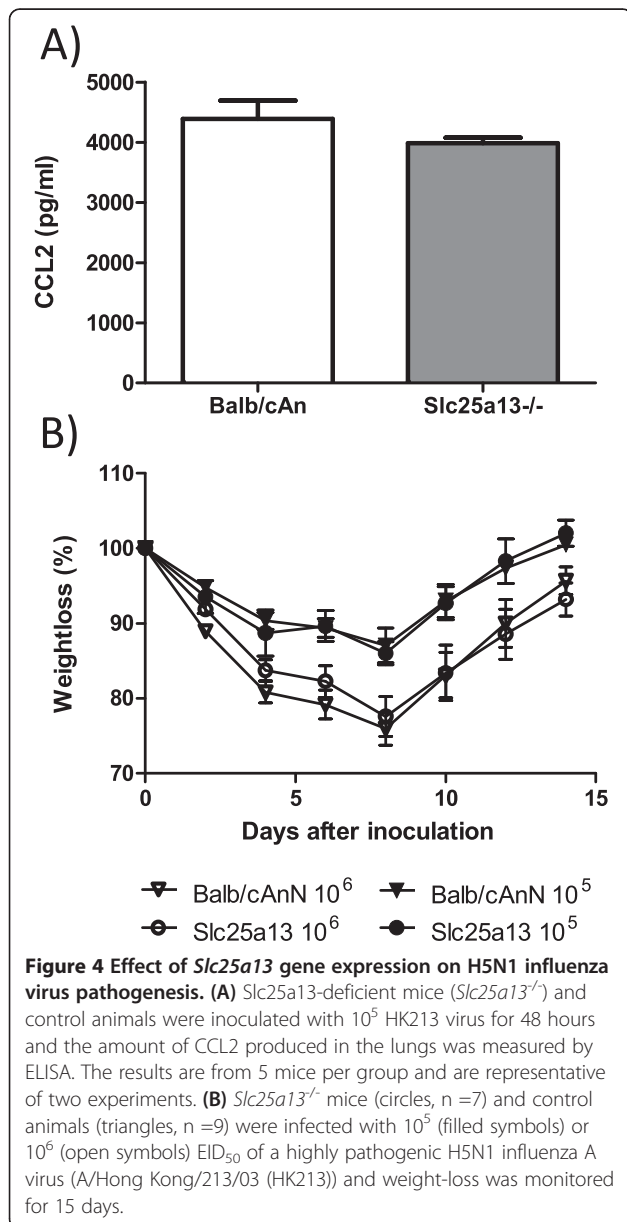 A)
5000
4000
3000
2000
1000
0
CCL2 (pg/ml)
Balb/cAn Slc25a13-/-
B)
110
100
90
80
70
Weightloss (%)
0 5 10 15
Days after inoculation
Balb/cAnN 10^6 Balb/cAnN 10^5
Slc25a13 10^6 Slc25a13 10^5
Figure 4 Effect of Slc25a13 gene expression on H5N1 influenza
virus pathogenesis. (A) Slc25a13-deficient mice (Slc25a13-/-) and
control animals were inoculated with 10^5 HK213 virus for 48 hours
and the amount of CCL2 produced in the lungs was measured by
ELISA. The results are from 5 mice per group and are representative
of two experiments. (B) Slc25a13-/- mice (circles, n =7) and control
animals (triangles, n =9) were infected with 10^5 (filled symbols) or
10^6 (open symbols) EID50 of a highly pathogenic H5N1 influenza A
virus (A/Hong Kong/213/03 (HK213)) and weight-loss was monitored
for 15 days.